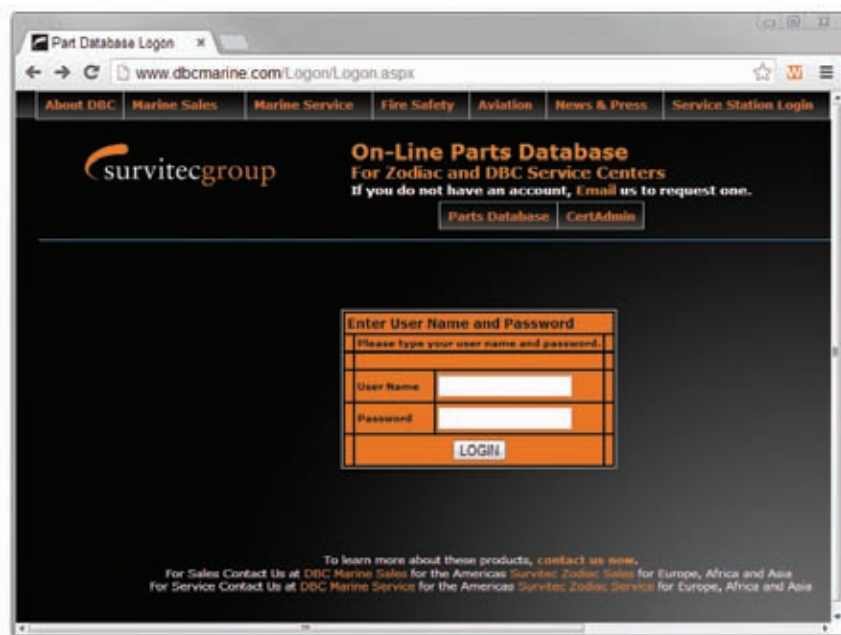 Part Database Logon
www.dbcmarine.com/Logon/Logon.aspx
About DBC Marine Sales Marine Service Fire Safety Aviation News & Press Service Station Login
survitecgroup
On-Line Parts Database
For Zodiac and DBC Service Centers
If you do not have an account, Email us to request one.
Parts Database CertAdmin
Enter User Name and Password
Please type your user name and password.
User Name
Password
LOGIN
To learn more about these products, contact us now.
For Sales Contact Us at DBC Marine Sales for the Americas Survitec Zodiac Sales for Europe, Africa and Asia
For Service Contact Us at DBC Marine Service for the Americas Survitec Zodiac Service for Europe, Africa and Asia